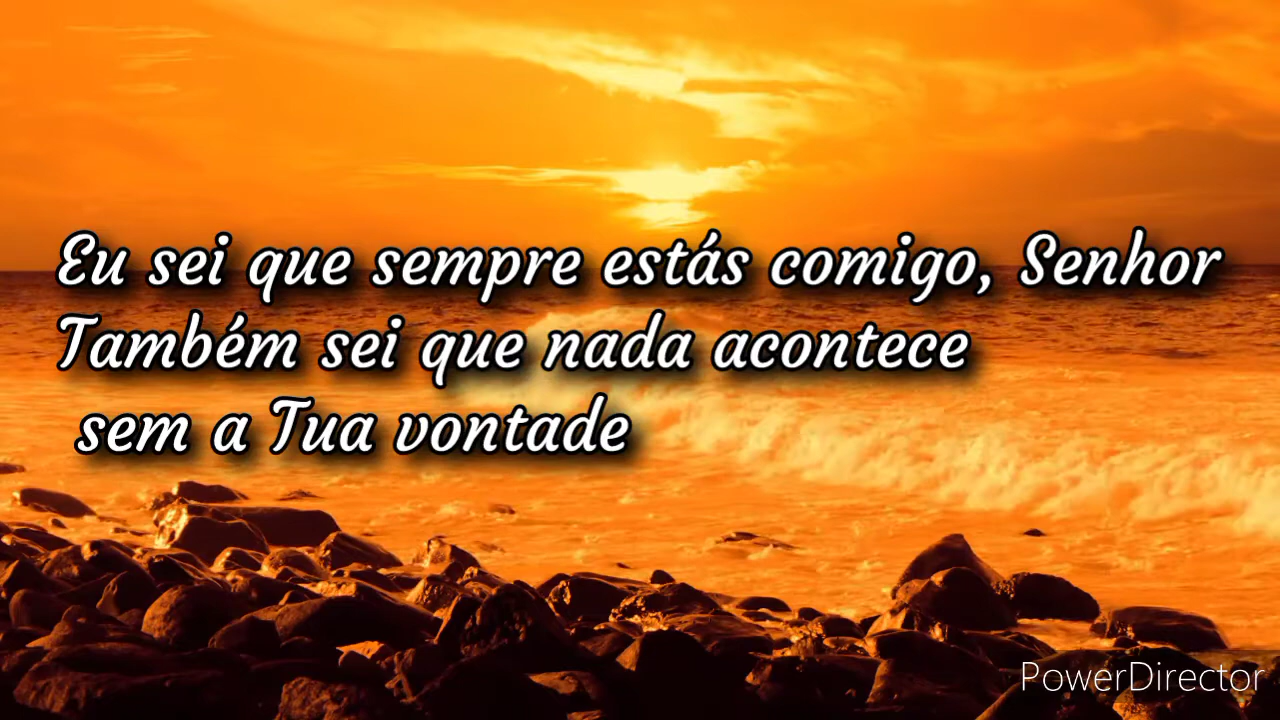 Eu sei que sempre estás comigo, Senhor
Também sei que nada acontece
sem a Tua vontade
PowerDirector